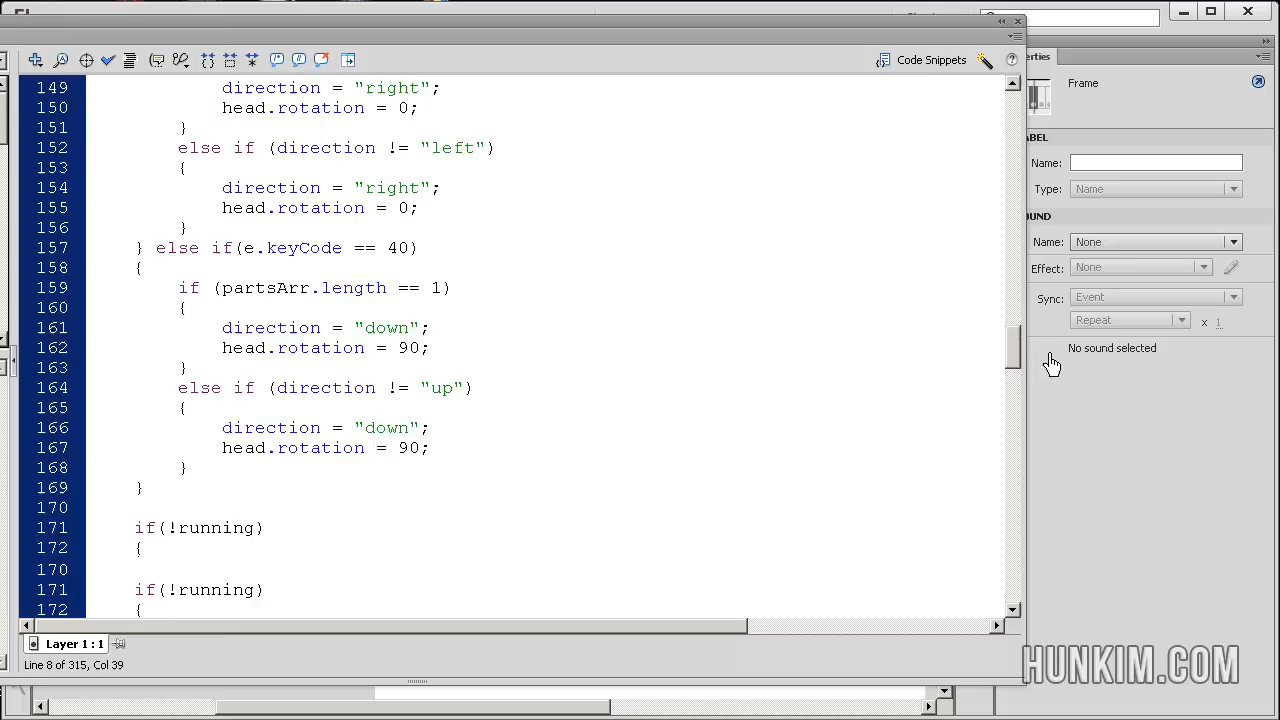 Code Snippets
erties
149 direction = "right";
150 head.rotation = 0;
151 }
152 else if (direction != "left")
153 {
154 direction = "right";
155 head.rotation = 0;
156 }
157 } else if(e.keyCode == 40)
158 {
159 if (partsArr.length == 1)
160 {
161 direction = "down";
162 head.rotation = 90;
163 }
164 else if (direction != "up")
165 {
166 direction = "down";
167 head.rotation = 90;
168 }
169 }
170
171 if(!running)
172 {
170
171 if(!running)
172 {
Layer 1 : 1
Line 8 of 315, Col 39
Frame
ABEL
Name:
Type: Name
UND
Name: None
Effect: None
Sync: Event
Repeat x 1
No sound selected
HUNKIM.COM